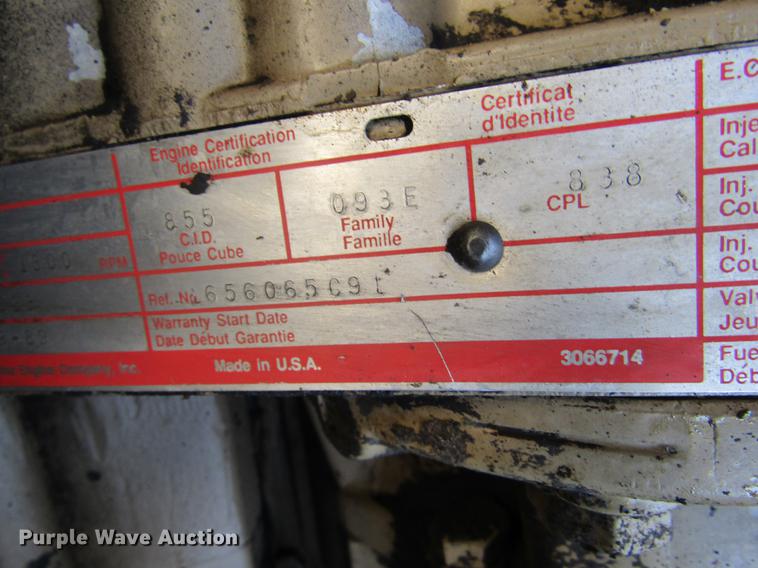 Engine Certification
Identification
Certificat
d'Identité
E.C
855
C.I.D.
Pouce Cube
093E
Family
Famille
838
CPL
Inje
Cal
Inj.
Cou
RPM
Ref. No. 656065C91
Inj.
Cou
Warranty Start Date
Date Début Garantie
Valv
Jeu
Engine Company, Inc.
Made in U.S.A.
3066714
Fue
Déb
Purple Wave Auction